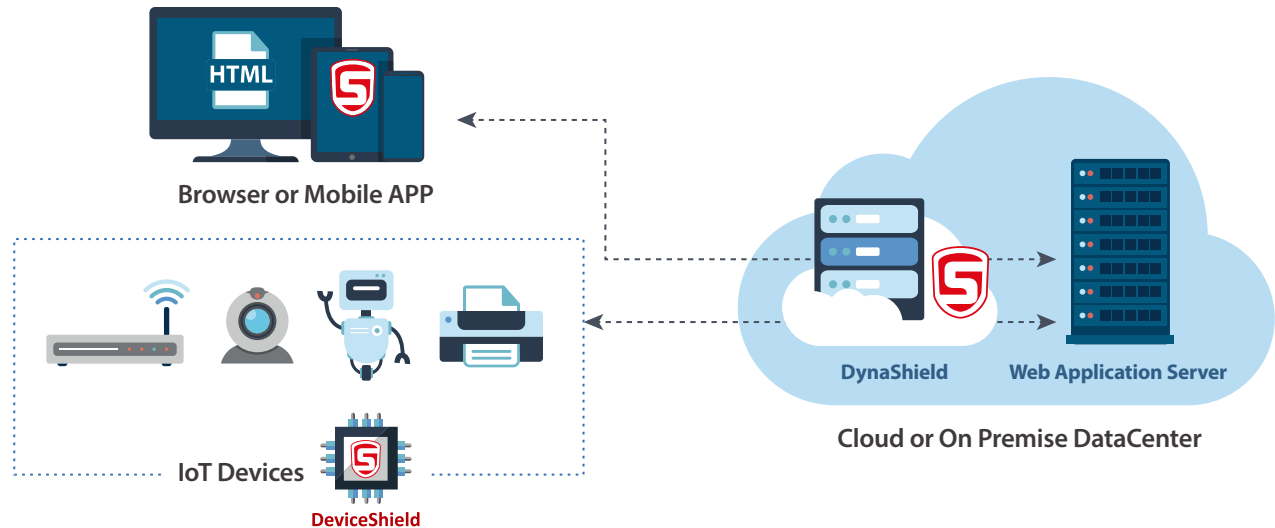 HTML
S
Browser or Mobile APP
S
DynaShield
Web Application Server
Cloud or On Premise DataCenter
S
IoT Devices
DeviceShield